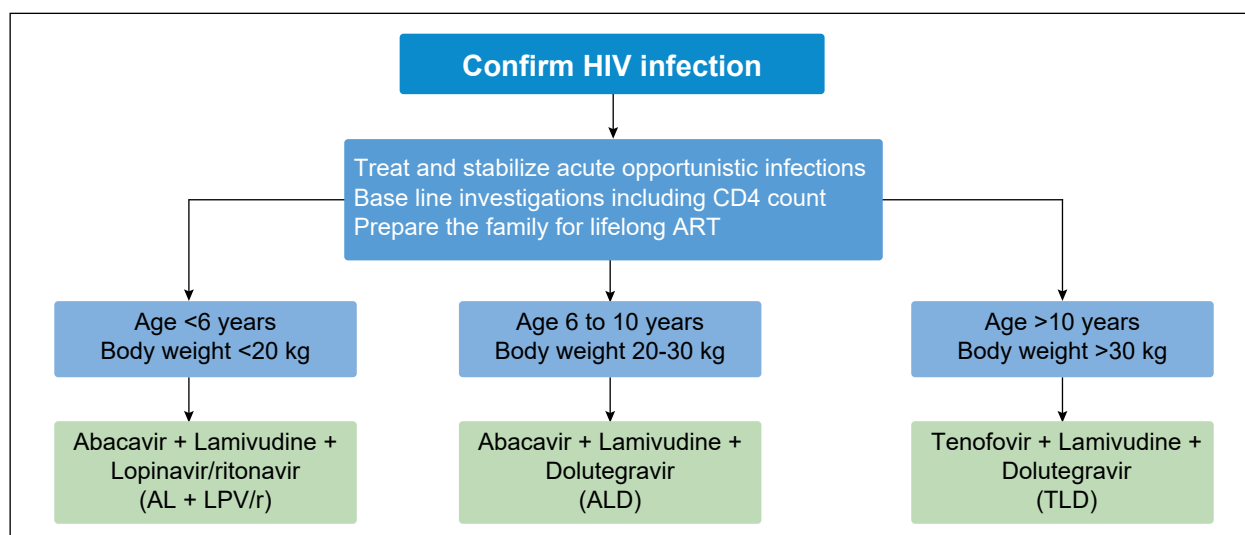 Confirm HIV infection
Treat and stabilize acute opportunistic infections
Base line investigations including CD4 count
Prepare the family for lifelong ART
Age <6 years
Body weight <20 kg
Age 6 to 10 years
Body weight 20-30 kg
Age >10 years
Body weight >30 kg
Abacavir + Lamivudine +
Lopinavir/ritonavir
(AL + LPV/r)
Abacavir + Lamivudine +
Dolutegravir
(ALD)
Tenofovir + Lamivudine +
Dolutegravir
(TLD)